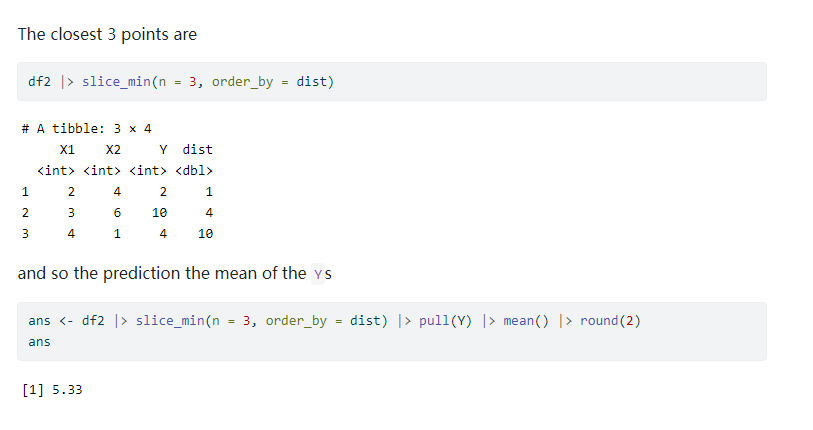 The closest 3 points are
df2 |> slice_min(n = 3, order_by = dist)
# A tibble: 3 × 4
X1 X2 Y dist
<int> <int> <int> <dbl>
1 2 4 2 1
2 3 6 10 4
3 4 1 4 10
and so the prediction the mean of the Ys
ans <- df2 |> slice_min(n = 3, order_by = dist) |> pull(Y) |> mean() |> round(2)
ans
[1] 5.33